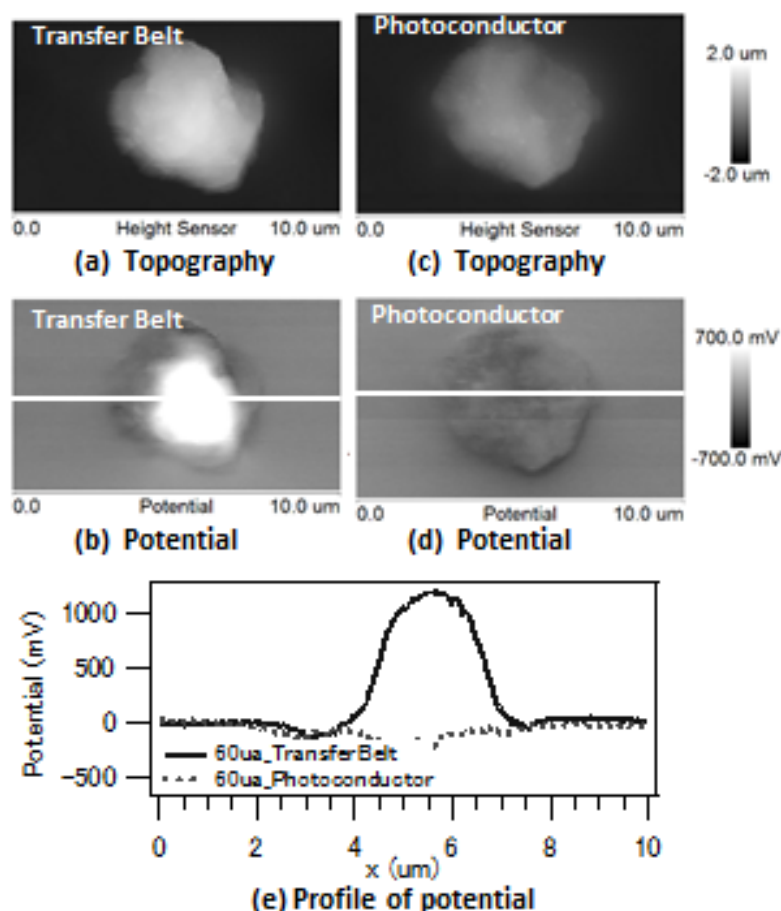 Transfer Belt
Photoconductor
2.0 um
-2.0 um
0.0 Height Sensor 10.0 um
0.0 Height Sensor 10.0 um
(a) Topography
(c) Topography
Transfer Belt
Photoconductor
700.0 mV
-700.0 mV
0.0 Potential 10.0 um
0.0 Potential 10.0 um
(b) Potential
(d) Potential
Potential (mV)
1000
500
0
-500
60ua_TransferBelt
60ua_Photoconductor
0 2 4 6 8 10
x (um)
(e) Profile of potential